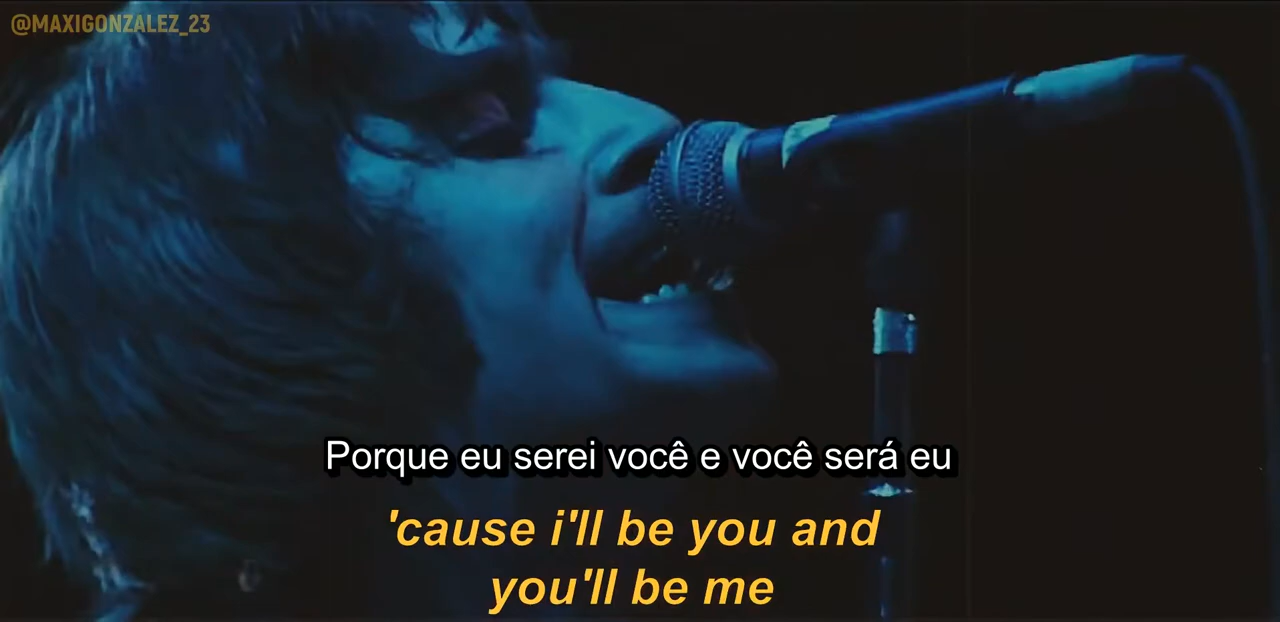 @MAXIGONZALEZ_23
Porque eu serei você e você será eu
'cause i'll be you and
you'll be me